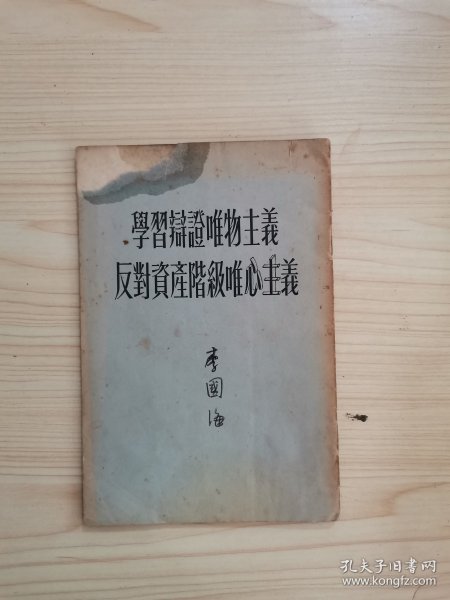 學習辯證唯物主義
反對資產階級唯心主義
李
國
海
孔夫子旧书网
www.kongfz.com